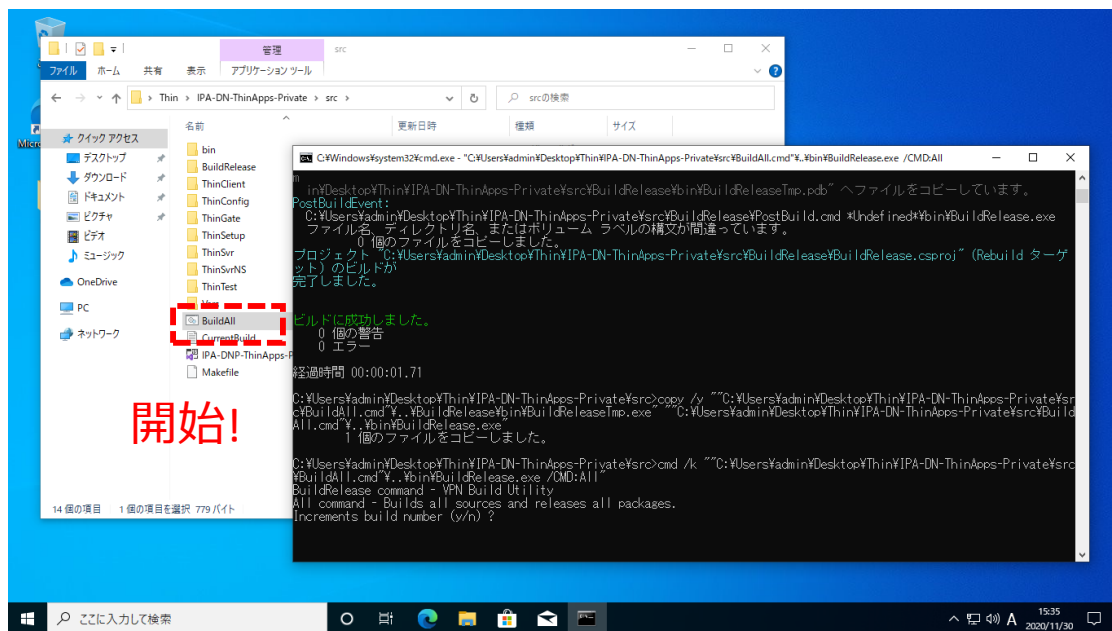 管理
src
ファイル
ホーム
共有
表示
アプリケーション ツール
Thin › IPA-DN-ThinApps-Private › src ›
srcの検索
名前
更新日時
種類
サイズ
クイック アクセス
デスクトップ
ダウンロード
ドキュメント
ピクチャ
ビデオ
ミュージック
OneDrive
PC
ネットワーク
bin
BuildRelease
ThinClient
ThinConfig
ThinGate
ThinSetup
ThinSvr
ThinSvrNS
ThinTest
BuildAll
CurrentBuild
IPA-DNP-ThinApps-P
Makefile
開始!
14 個の項目
1 個の項目を選択 779 バイト
C:¥Windows¥system32¥cmd.exe - "C:¥Users¥admin¥Desktop¥Thin¥IPA-DN-ThinApps-Private¥src¥BuildAll.cmd"¥..¥bin¥BuildRelease.exe /CMD:All
m
in¥Desktop¥Thin¥IPA-DN-ThinApps-Private¥src¥BuildRelease¥bin¥BuildReleaseTmp.pdb" へファイルをコピーしています。
PostBuildEvent:
C:¥Users¥admin¥Desktop¥Thin¥IPA-DN-ThinApps-Private¥src¥BuildRelease¥PostBuild.cmd *Undefined*¥bin¥BuildRelease.exe
ファイル名、ディレクトリ名、またはボリューム ラベルの構文が間違っています。
0 個のファイルをコピーしました。
プロジェクト "C:¥Users¥admin¥Desktop¥Thin¥IPA-DN-ThinApps-Private¥src¥BuildRelease¥BuildRelease.csproj" (Rebuild ターゲ
ット) のビルドが
完了しました。
ビルドに成功しました。
0 個の警告
0 エラー
経過時間 00:00:01.71
C:¥Users¥admin¥Desktop¥Thin¥IPA-DN-ThinApps-Private¥src>copy /y ""C:¥Users¥admin¥Desktop¥Thin¥IPA-DN-ThinApps-Private¥sr
c¥BuildAll.cmd"¥..¥BuildRelease¥bin¥BuildReleaseTmp.exe" ""C:¥Users¥admin¥Desktop¥Thin¥IPA-DN-ThinApps-Private¥src¥Build
All.cmd"¥..¥bin¥BuildRelease.exe"
1 個のファイルをコピーしました。
C:¥Users¥admin¥Desktop¥Thin¥IPA-DN-ThinApps-Private¥src>cmd /k ""C:¥Users¥admin¥Desktop¥Thin¥IPA-DN-ThinApps-Private¥src
¥BuildAll.cmd"¥..¥bin¥BuildRelease.exe /CMD:All"
BuildRelease command - VPN Build Utility
All command - Builds all sources and releases all packages.
Increments build number (y/n) ?
ここに入力して検索
A
15:35
2020/11/30